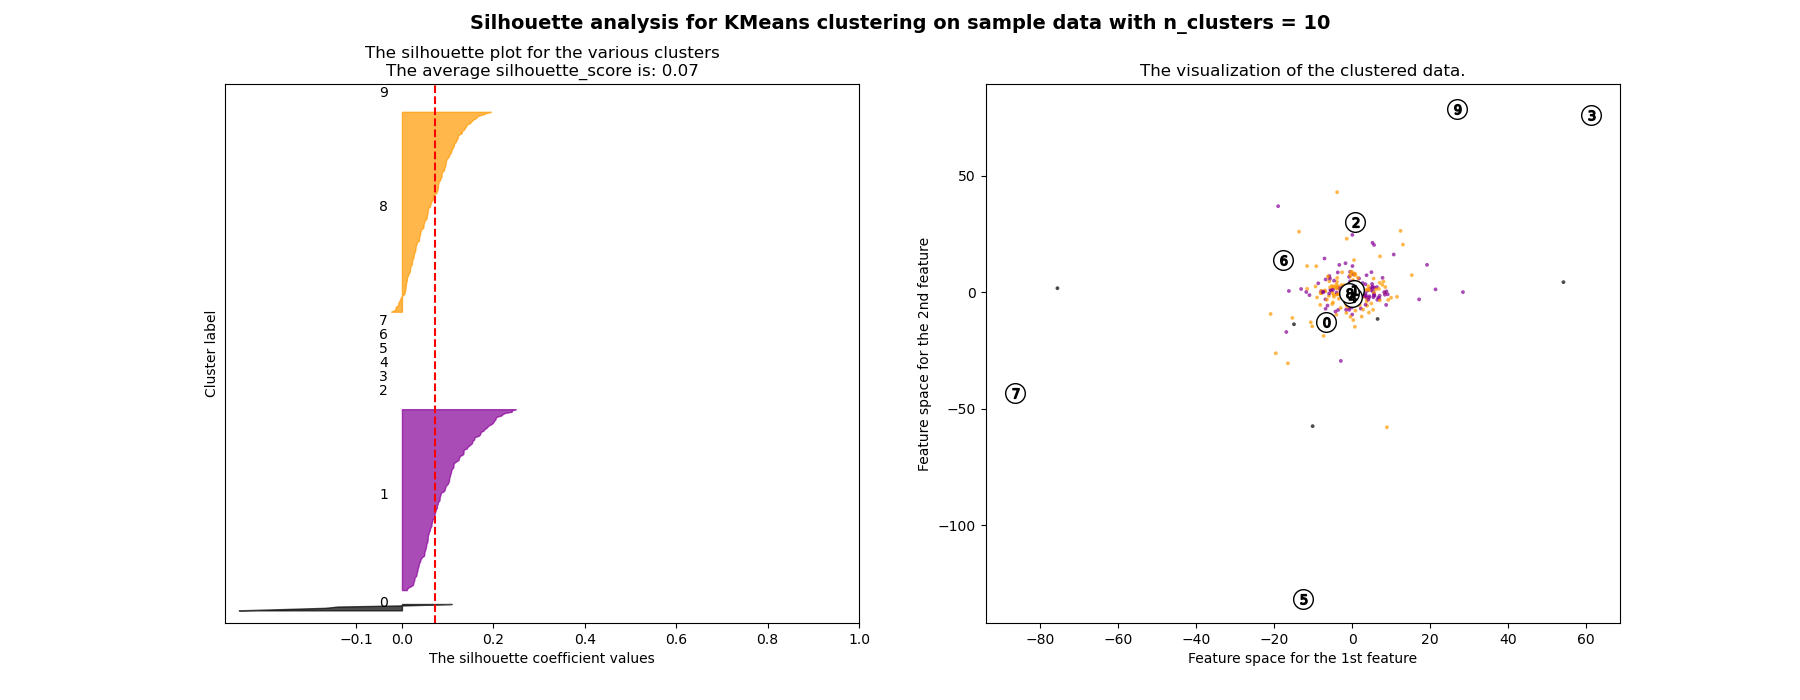 Silhouette analysis for KMeans clustering on sample data with n_clusters = 10
The silhouette plot for the various clusters
The average silhouette_score is: 0.07
9
8
7
6
5
4
3
2
1
0
Cluster label
−0.1 0.0 0.2 0.4 0.6 0.8 1.0
The silhouette coefficient values
The visualization of the clustered data.
9
3
2
6
8
0
7
5
50
0
−50
−100
Feature space for the 2nd feature
−80 −60 −40 −20 0 20 40 60
Feature space for the 1st feature